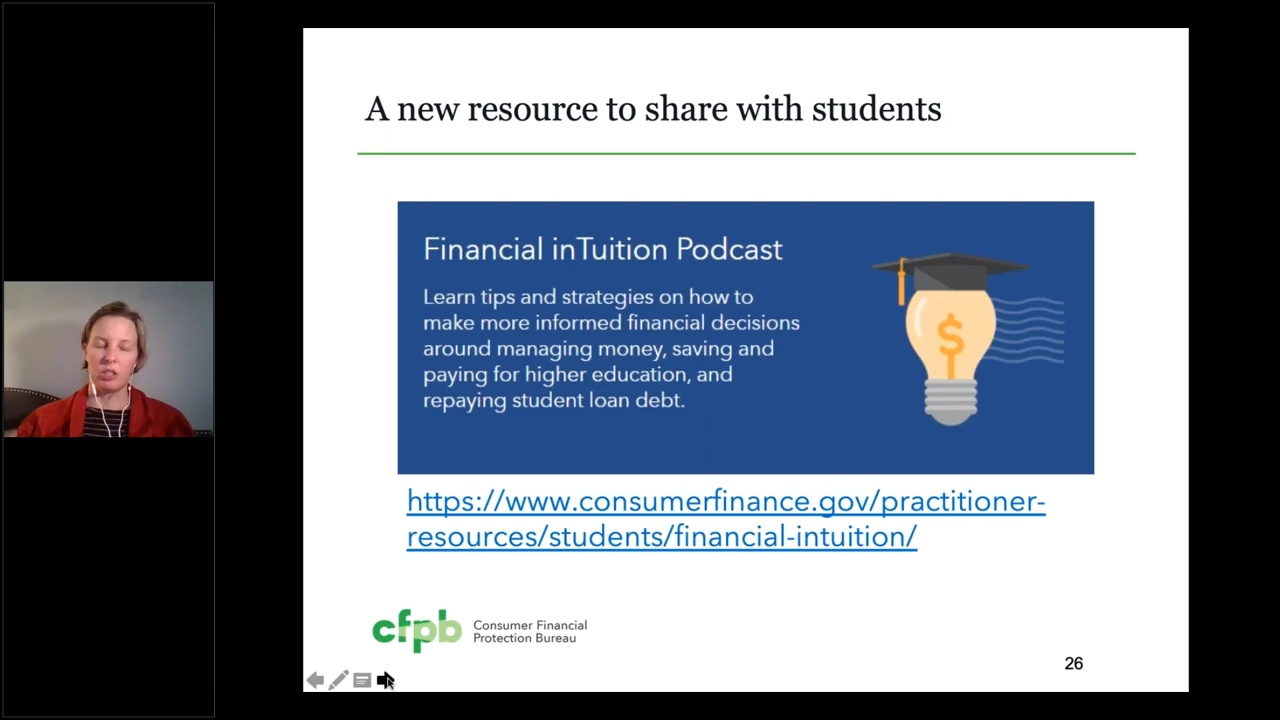 A new resource to share with students
Financial inTuition Podcast
Learn tips and strategies on how to
make more informed financial decisions
around managing money, saving and
paying for higher education, and
repaying student loan debt.
$
https://www.consumerfinance.gov/practitioner-
resources/students/financial-intuition/
cfpb Consumer Financial
Protection Bureau
26